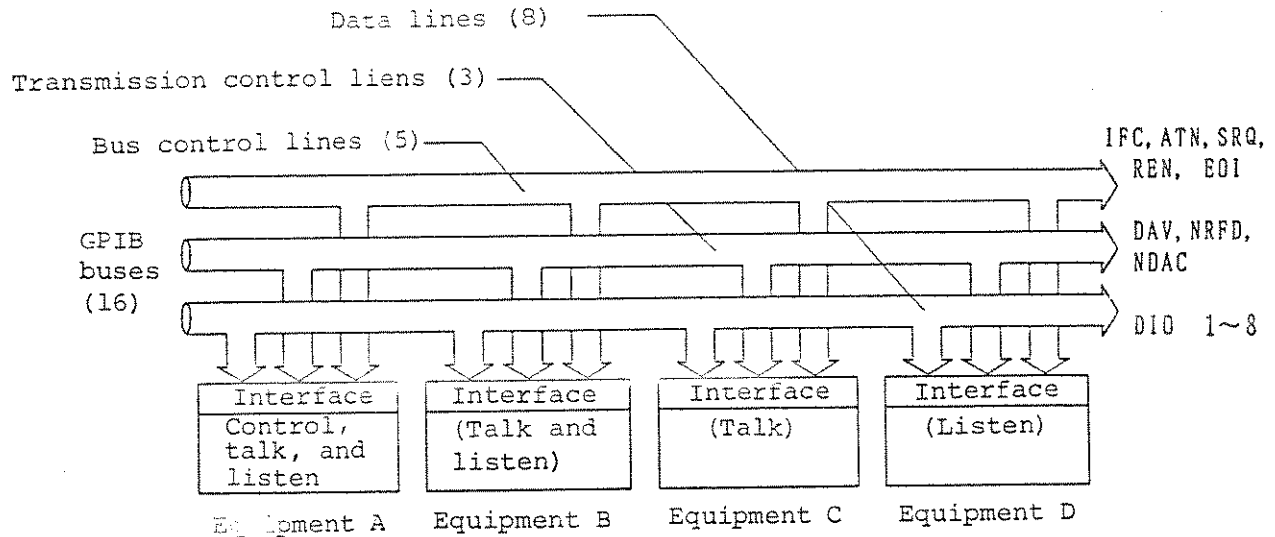 Data lines (8)
Transmission control liens (3)
Bus control lines (5)
IFC, ATN, SRQ,
REN, EOI
GPIB
buses
(16)
DAV, NRFD,
NDAC
DIO 1~8
Interface
Control,
talk, and
listen
Interface
(Talk and
listen)
Interface
(Talk)
Interface
(Listen)
Equipment A
Equipment B
Equipment C
Equipment D